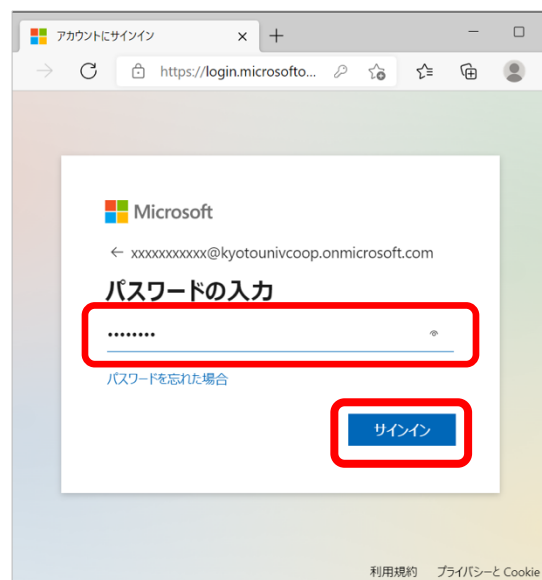 アカウントにサインイン
https://login.microsofto...
Microsoft
← xxxxxxxxxxx@kyotounivcoop.onmicrosoft.com
パスワードの入力
••••••••
パスワードを忘れた場合
サインイン
利用規約 プライバシーと Cookie